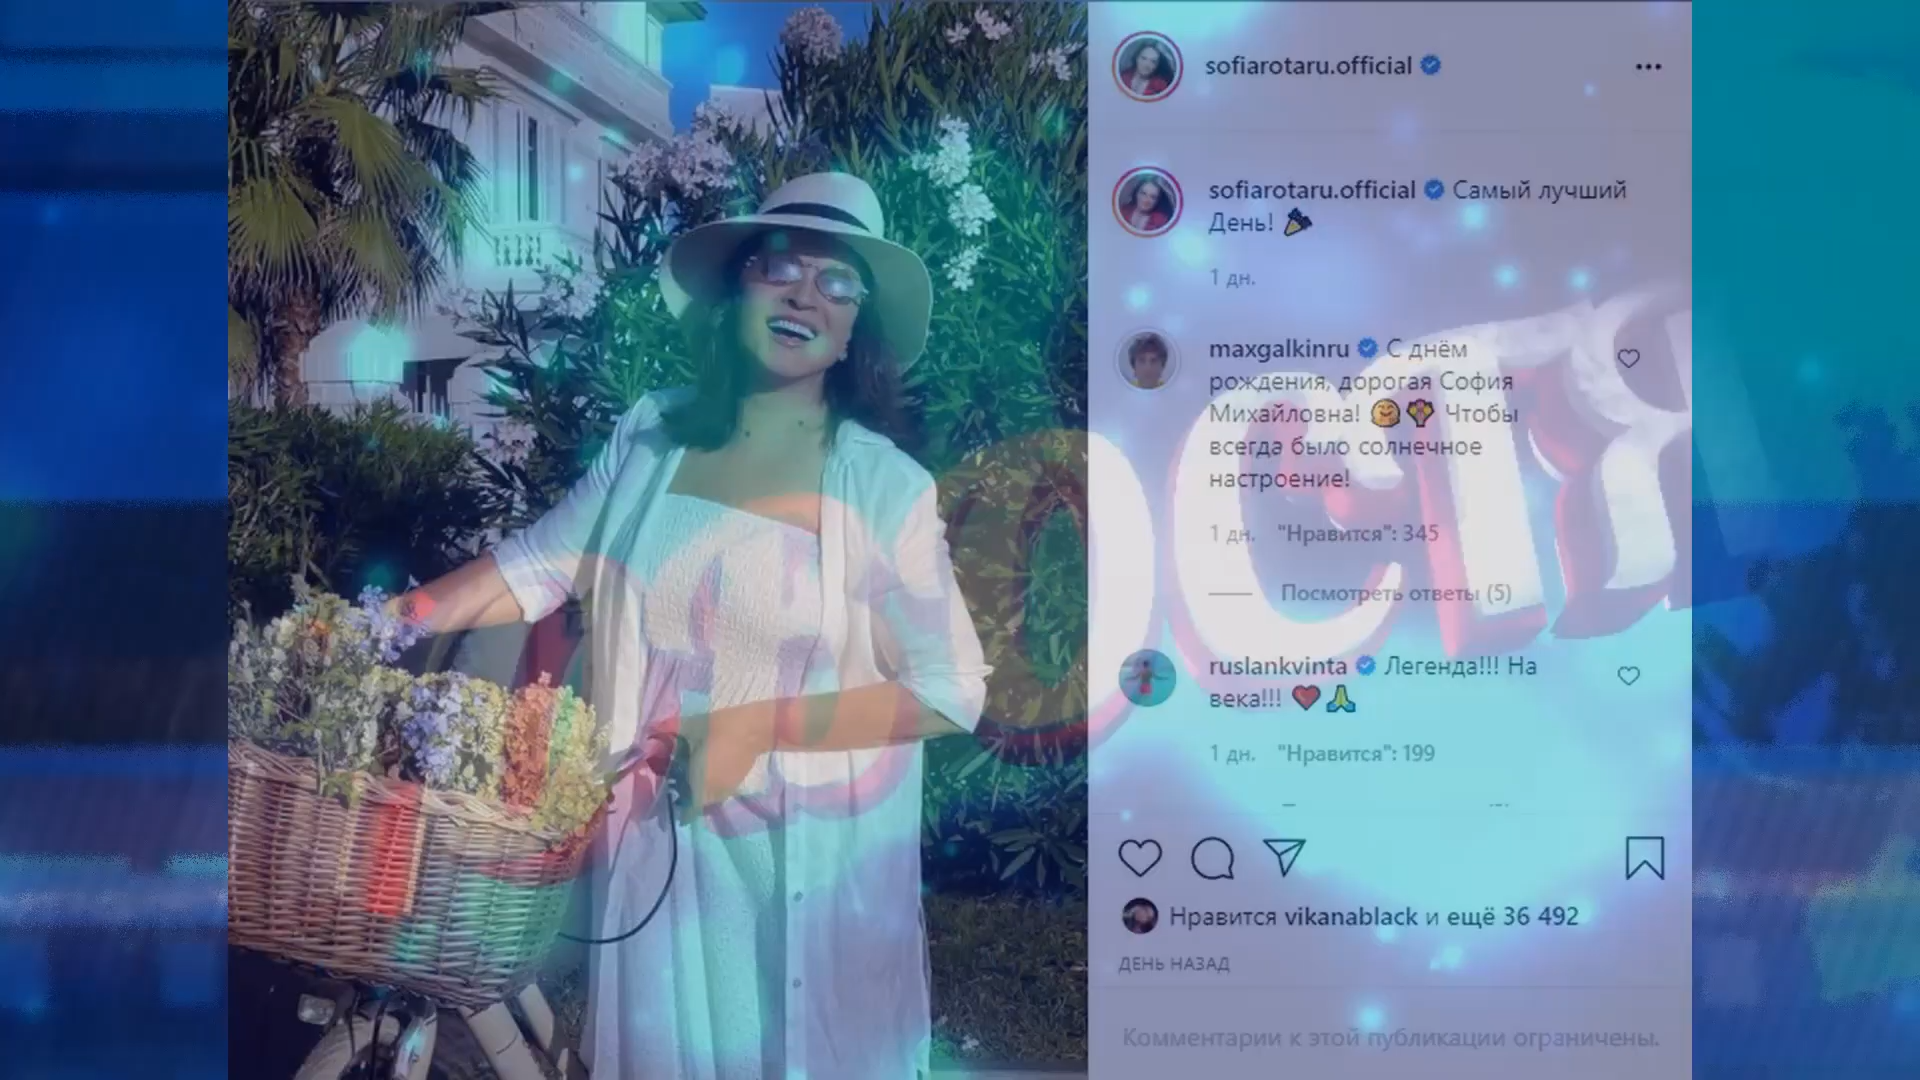 sofiarotaru.official
sofiarotaru.official Самый лучший
День!
1 дн.
maxgalkinru С днём
рождения, дорогая София
Михайловна! Чтобы
всегда было солнечное
настроение!
1 дн. "Нравится": 345
Посмотреть ответы (5)
ruslankvinta Легенда!!! На
века!!!
1 дн. "Нравится": 199
Нравится vikanablack и ещё 36 492
ДЕНЬ НАЗАД
Комментарии к этой публикации ограничены.